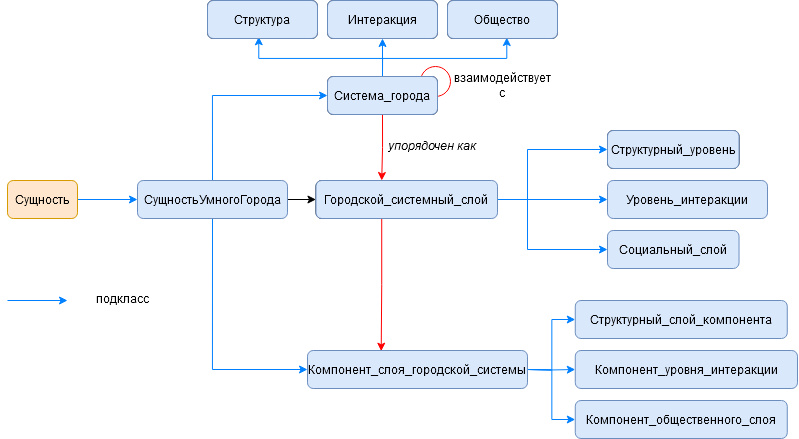 Структура
Интеракция
Общество
взаимодействует
с
Система_города
упорядочен как
Структурный_уровень
Сущность
СущностьУмногоГорода
Городской_системный_слой
Уровень_интеракции
Социальный_слой
подкласс
Структурный_слой_компонента
Компонент_слоя_городской_системы
Компонент_уровня_интеракции
Компонент_общественного_слоя